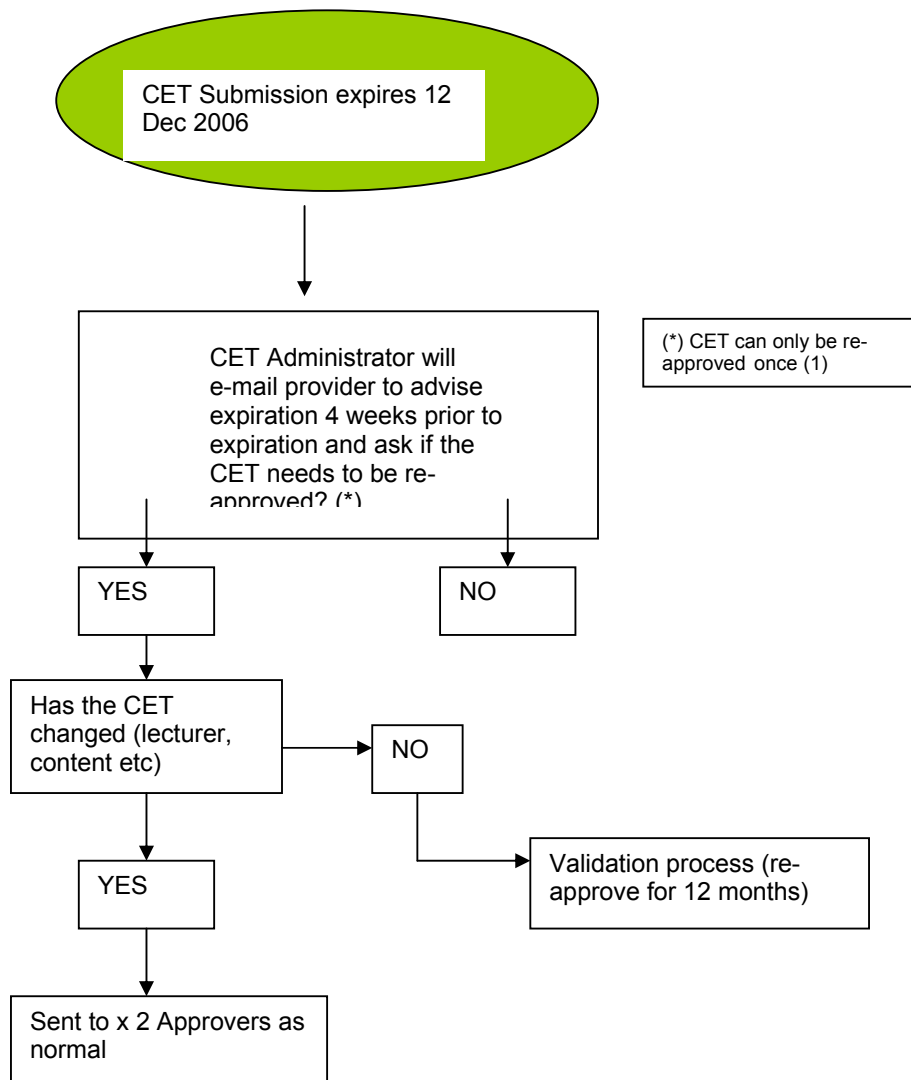 CET Submission expires 12
Dec 2006
CET Administrator will
e-mail provider to advise
expiration 4 weeks prior to
expiration and ask if the
CET needs to be re-
approved? (*)
(*) CET can only be re-
approved once (1)
YES
NO
Has the CET
changed (lecturer,
content etc)
NO
YES
Validation process (re-
approve for 12 months)
Sent to x 2 Approvers as
normal